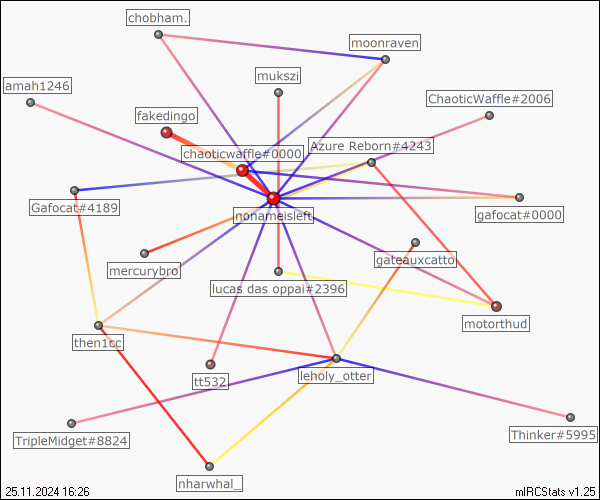 chobham.
moonraven
mukszi
amah1246
ChaoticWaffle#2006
fakedingo
Azure Reborn#4243
chaoticwaffle#0000
Gafocat#4189
nonameisleft
gafocat#0000
gateauxcatto
mercurybro
lucas das oppai#2396
motorthud
then1cc
leholy_otter
tt532
TripleMidget#8824
Thinker#5995
nharwhal_
25.11.2024 16:26
mIRCStats v1.25